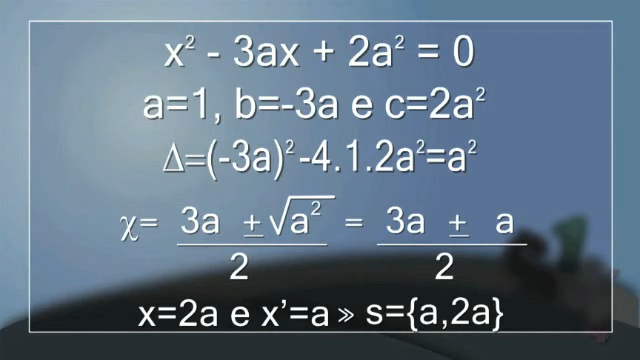 x² - 3ax + 2a² = 0
a=1, b=-3a e c=2a²
Δ=(-3a)²-4.1.2a²=a²
χ= 3a ±√a² / 2 = 3a ± a / 2
x=2a e x'=a » s={a,2a}